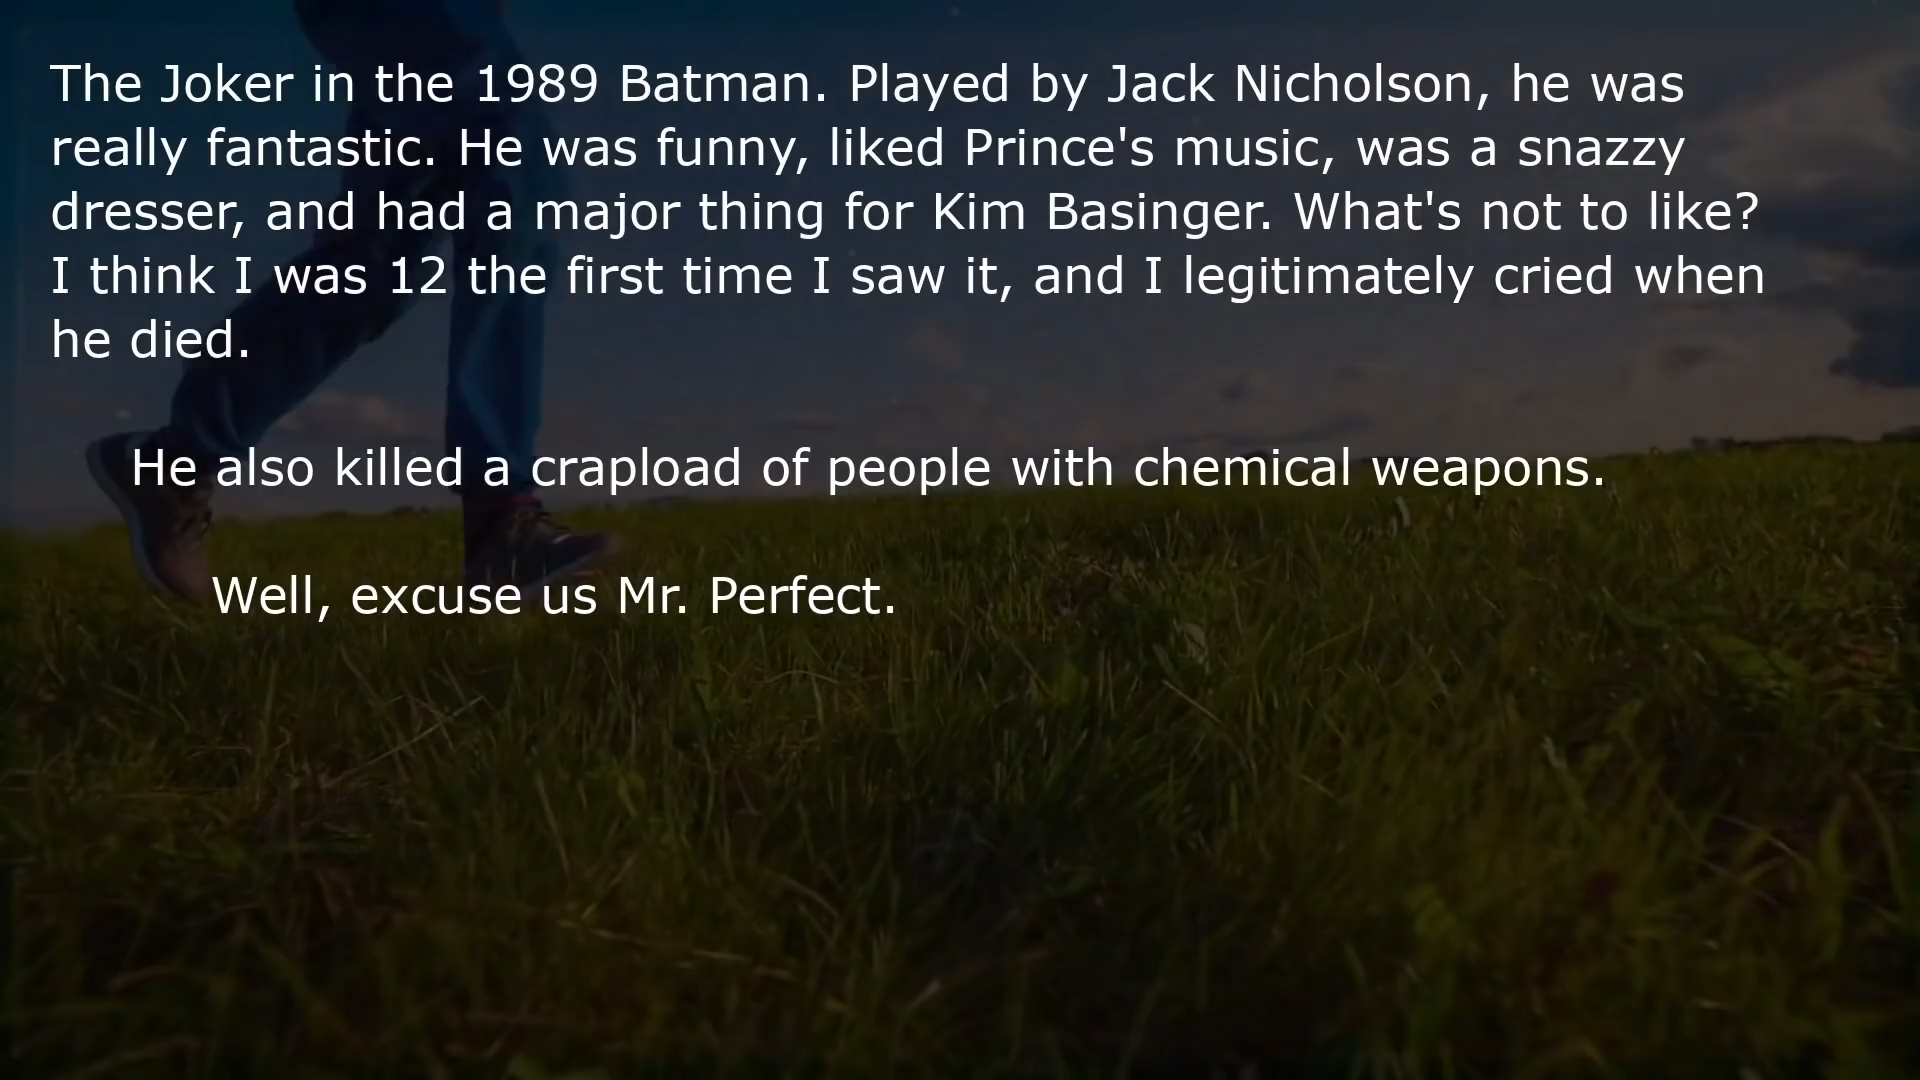 The Joker in the 1989 Batman. Played by Jack Nicholson, he was
really fantastic. He was funny, liked Prince's music, was a snazzy
dresser, and had a major thing for Kim Basinger. What's not to like?
I think I was 12 the first time I saw it, and I legitimately cried when
he died.
He also killed a crapload of people with chemical weapons.
Well, excuse us Mr. Perfect.